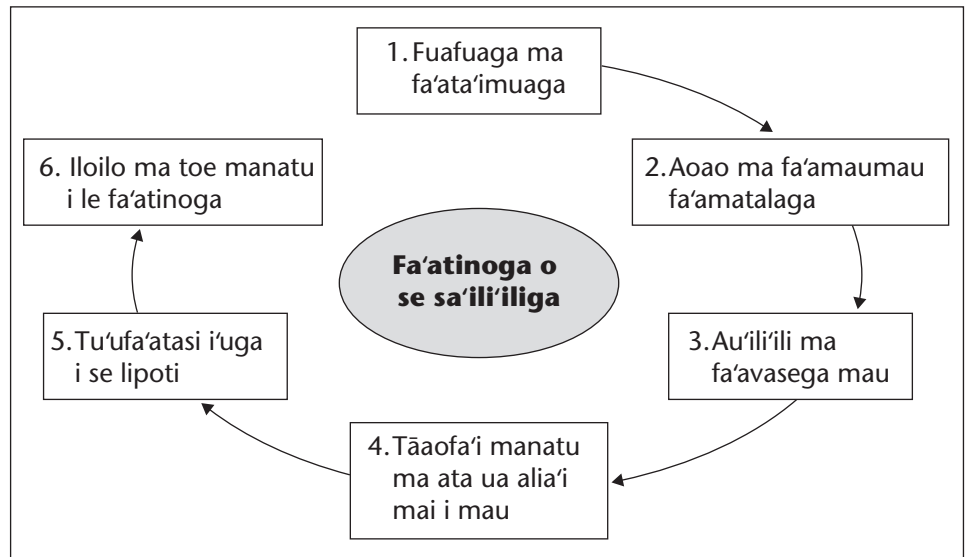 1. Fuafuaga ma
fa‘ata‘imuaga
2. Aoao ma fa‘amaumau
fa‘amatalaga
3. Au‘ili‘ili ma
fa‘avasega mau
4. Tāaofa‘i manatu
ma ata ua alia‘i
mai i mau
5. Tu‘ufa‘atasi i‘uga
i se lipoti
6. Iloilo ma toe manatu
i le fa‘atinoga
Fa‘atinoga o
se sa‘ili‘iliga